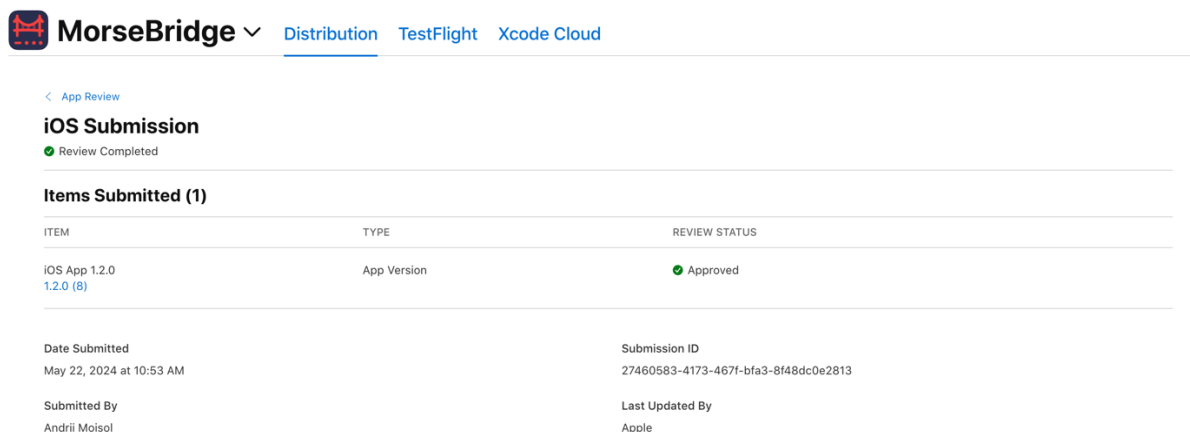 MorseBridge Distribution TestFlight Xcode Cloud
App Review
iOS Submission
Review Completed
Items Submitted (1)
ITEM TYPE REVIEW STATUS
iOS App 1.2.0 App Version Approved
1.2.0 (8)
Date Submitted Submission ID
May 22, 2024 at 10:53 AM 27460583-4173-467f-bfa3-8f48dc0e2813
Submitted By Last Updated By
Andrii Moisol Apple